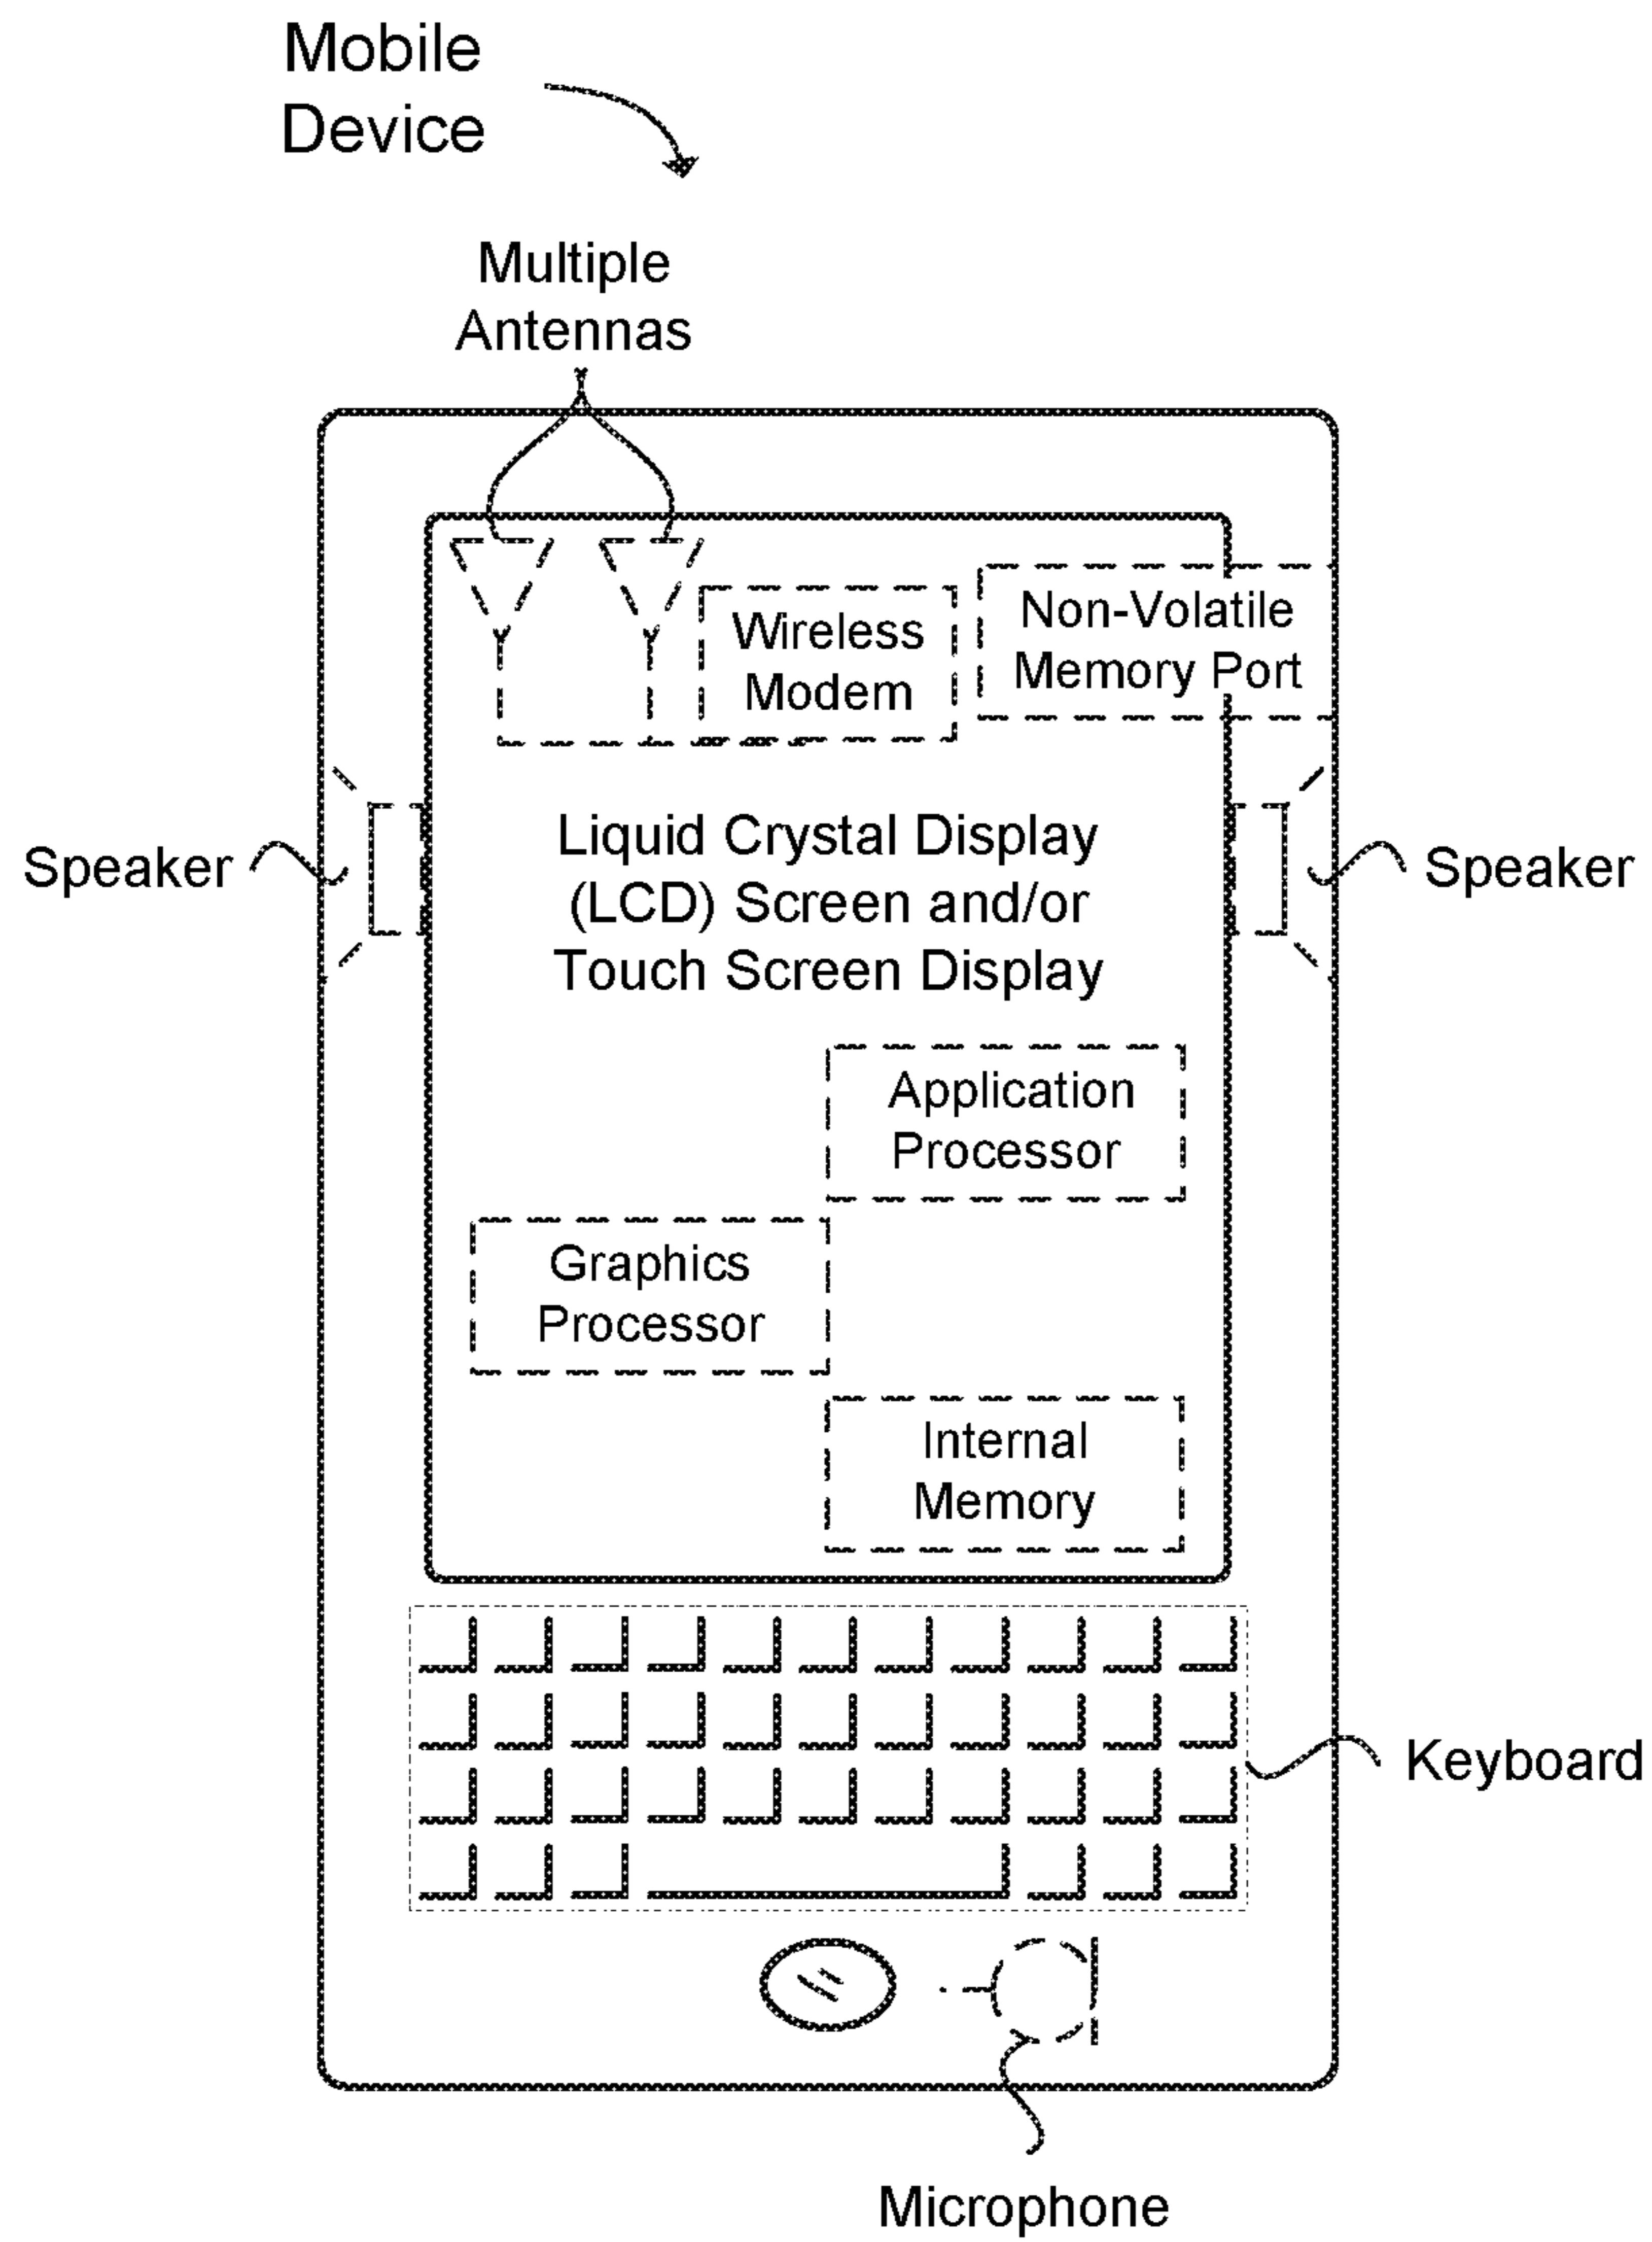 Mobile
Device
Multiple
Antennas
Wireless
Modem
Non-Volatile
Memory Port
Speaker
Liquid Crystal Display
(LCD) Screen and/or
Touch Screen Display
Speaker
Application
Processor
Graphics
Processor
Internal
Memory
Keyboard
Microphone